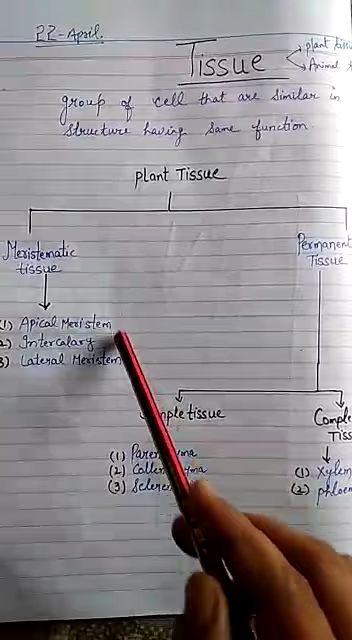 22-April.
Tissue
plant
Animal
group of cell that are similar in
structure having same function.
plant Tissue
Meristematic
tissue
Permanent
Tissue
(1) Apical Meristem
2) Intercalary
3) Lateral Meristem
tissue
(1)
(2)
(3)
(1) Xylem
(2) phloem